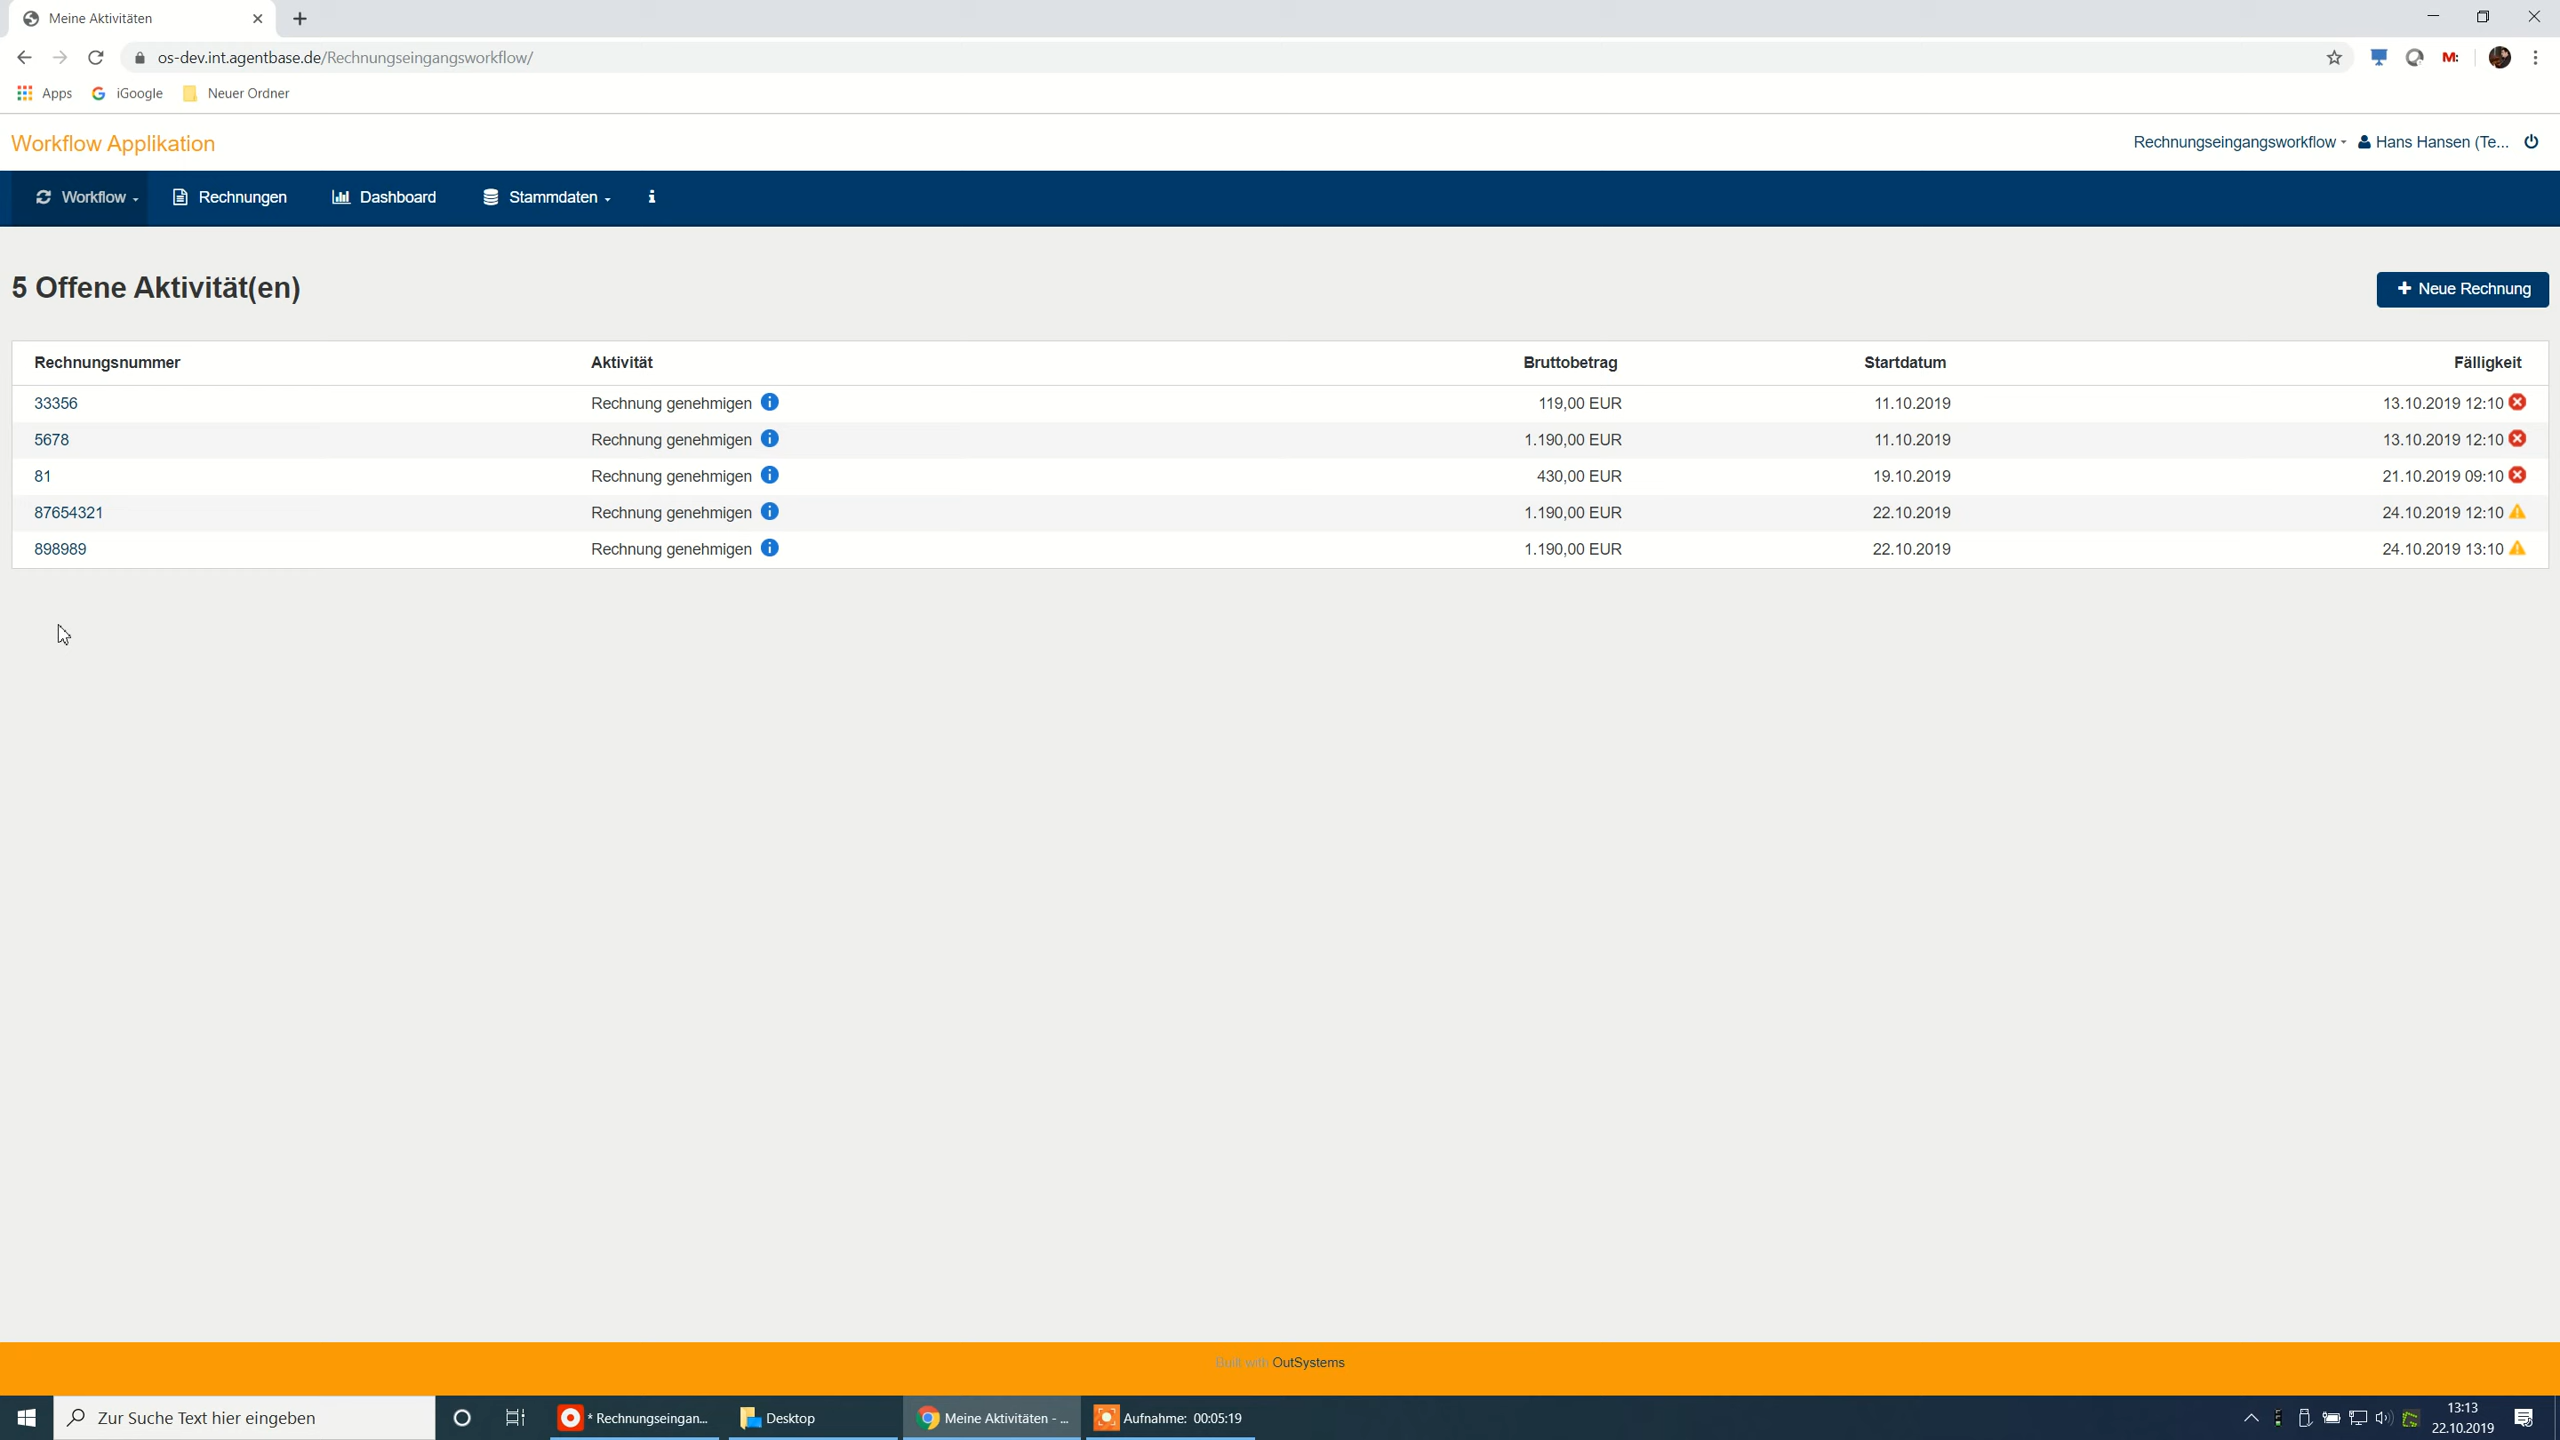 Meine Aktivitäten
os-dev.int.agentbase.de/Rechnungseingangsworkflow/
Apps iGoogle Neuer Ordner
Workflow Applikation Rechnungseingangsworkflow Hans Hansen (Te...
Workflow Rechnungen Dashboard Stammdaten
5 Offene Aktivität(en) + Neue Rechnung
Rechnungsnummer Aktivität Bruttobetrag Startdatum Fälligkeit
33356 Rechnung genehmigen 119,00 EUR 11.10.2019 13.10.2019 12:10
5678 Rechnung genehmigen 1.190,00 EUR 11.10.2019 13.10.2019 12:10
81 Rechnung genehmigen 430,00 EUR 19.10.2019 21.10.2019 09:10
87654321 Rechnung genehmigen 1.190,00 EUR 22.10.2019 24.10.2019 12:10
898989 Rechnung genehmigen 1.190,00 EUR 22.10.2019 24.10.2019 13:10
Built with OutSystems
Zur Suche Text hier eingeben * Rechnungseingan... Desktop Meine Aktivitäten - ... Aufnahme: 00:05:19 13:13
22.10.2019